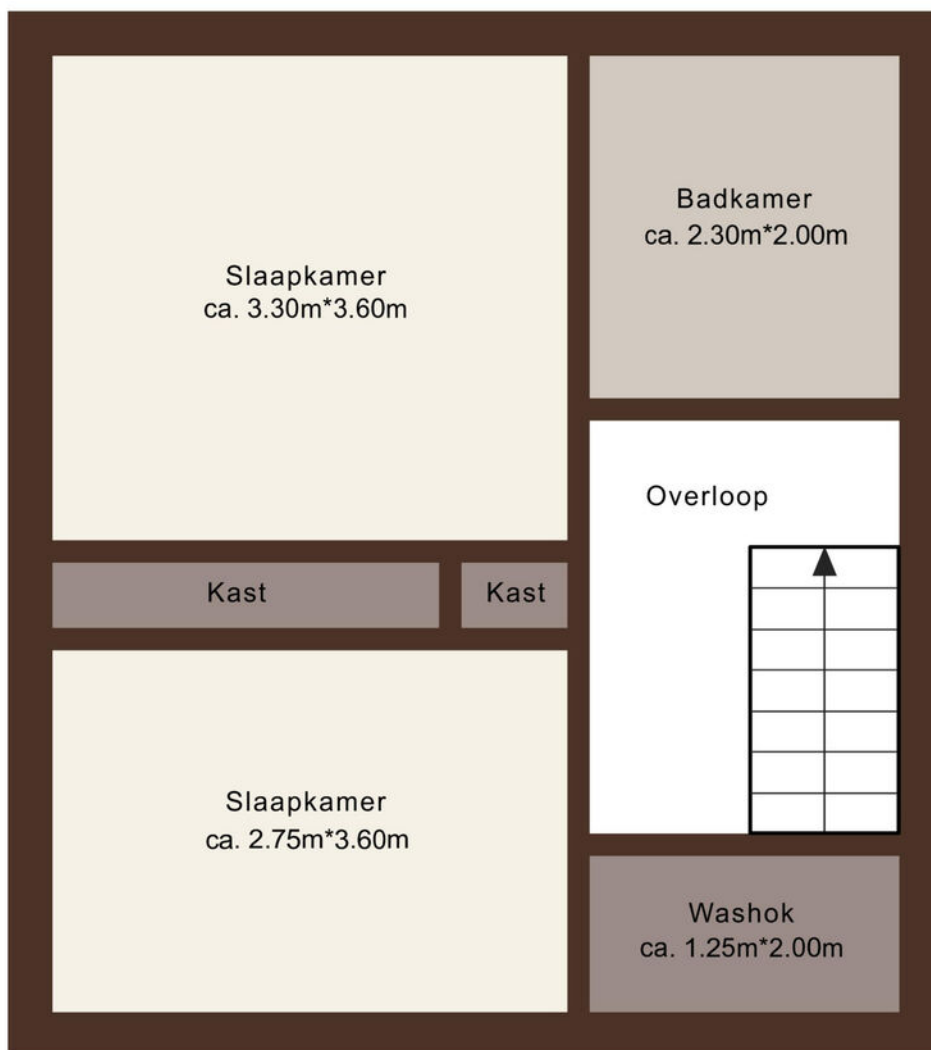 Slaapkamer
ca. 3.30m*3.60m
Badkamer
ca. 2.30m*2.00m
Overloop
Kast
Kast
Slaapkamer
ca. 2.75m*3.60m
Washok
ca. 1.25m*2.00m